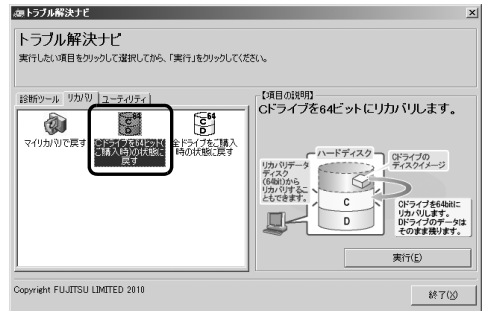 トラブル解決ナビ
トラブル解決ナビ
実行したい項目をクリックして選択してから、「実行」をクリックしてください。
診断ツール
リカバリ
ユーティリティ
マイリカバリで戻す
Cドライブを64ビット(
ご購入時)の状態に
戻す
全ドライブをご購入
時の状態に戻す
【項目の説明】
Cドライブを64ビットにリカバリします。
リカバリデータ
ディスク
(64bit)から
リカバリするこ
ともできます。
ハードディスク
Cドライブの
ディスクイメージ
C
D
Cドライブを64bitに
リカバリします。
Dドライブのデータは
そのまま残ります。
実行(E)
Copyright FUJITSU LIMITED 2010
終了(X)